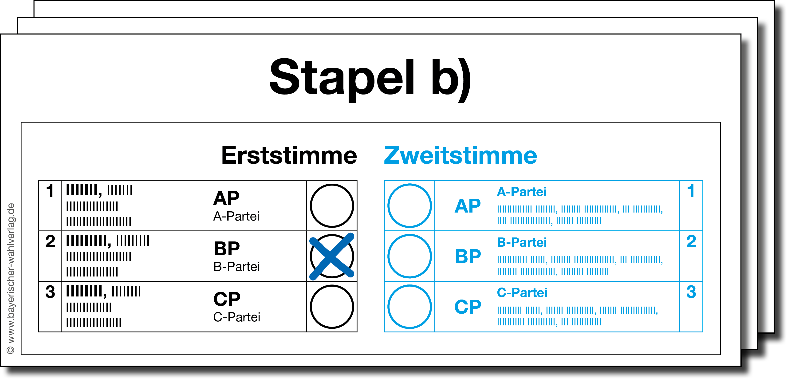 Stapel b)
Erststimme
Zweitstimme
1
AP
A-Partei
AP
A-Partei
1
2
BP
B-Partei
BP
B-Partei
2
3
CP
C-Partei
CP
C-Partei
3
© www.bayerischer-wahlverlag.de